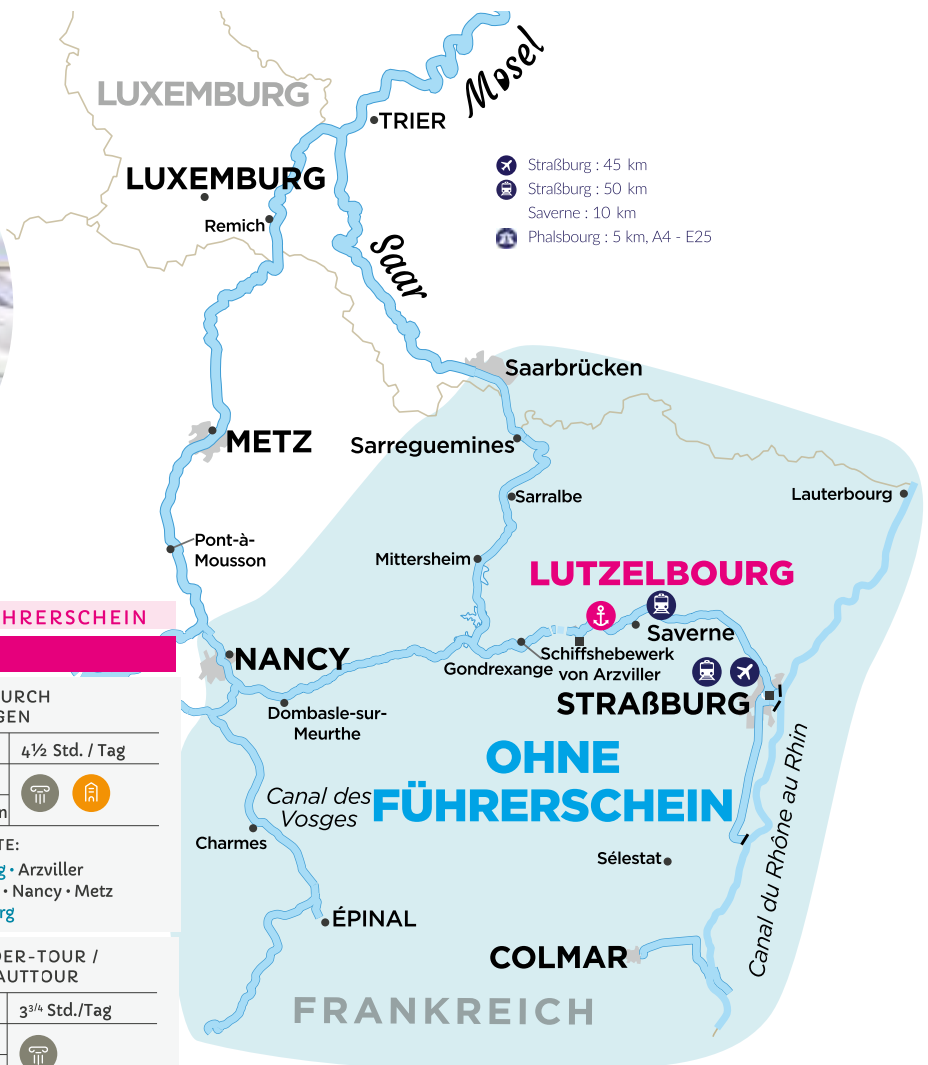 Mosel
LUXEMBURG
TRIER
Straßburg : 45 km
Straßburg : 50 km
Saverne : 10 km
Phalsbourg : 5 km, A4 - E25
LUXEMBURG
Remich
Saar
Saarbrücken
METZ
Sarreguemines
Sarralbe
Lauterbourg
Pont-à-
Mousson
Mittersheim
LUTZELBOURG
HRERSCHEIN
Saverne
NANCY
Schiffshebewerk
von Arzviller
Gondrexange
STRAßBURG
Dombasle-sur-
Meurthe
URCH
GEN
4½ Std. / Tag
n
TE:
g • Arzviller
• Nancy • Metz
rg
OHNE
FÜHRERSCHEIN
Canal des
Vosges
Charmes
Sélestat
Canal du Rhône au Rhin
ÉPINAL
COLMAR
DER-TOUR /
AUTTOUR
3³/⁴ Std./Tag
FRANKREICH